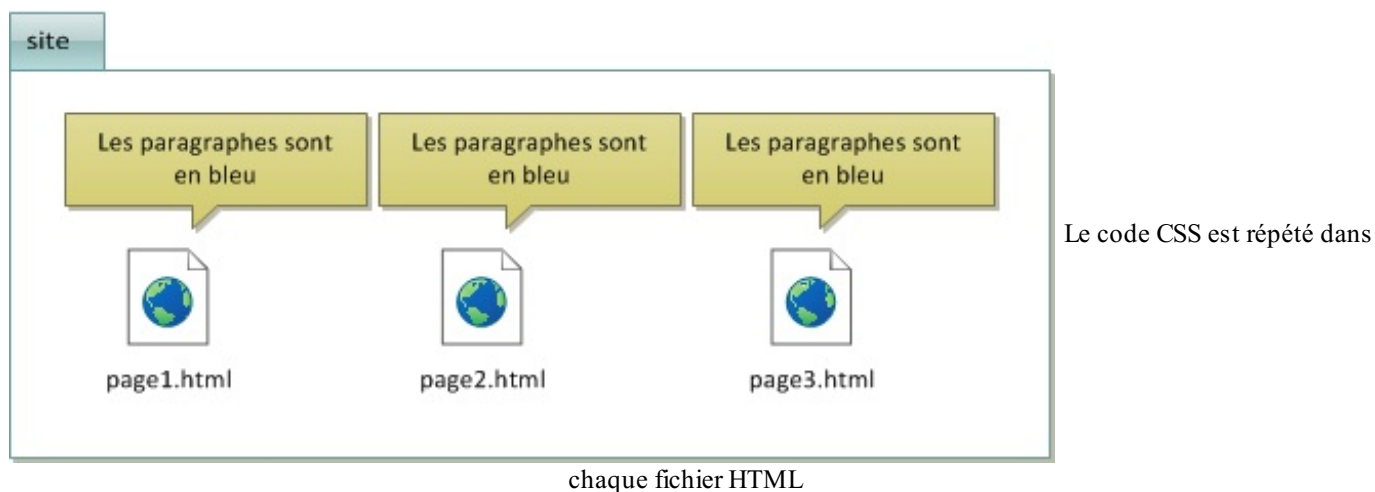 site
Les paragraphes sont
en bleu
Les paragraphes sont
en bleu
Les paragraphes sont
en bleu
page1.html
page2.html
page3.html
Le code CSS est répété dans
chaque fichier HTML